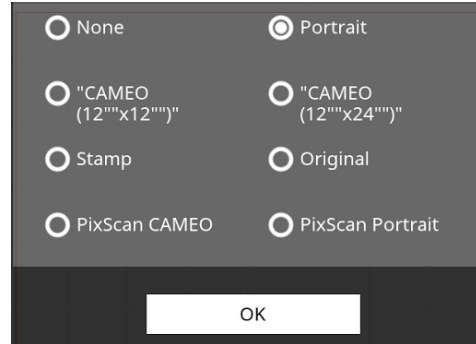 None
Portrait
"CAMEO
(12""x12"")"
"CAMEO
(12""x24"")"
Stamp
Original
PixScan CAMEO
PixScan Portrait
OK